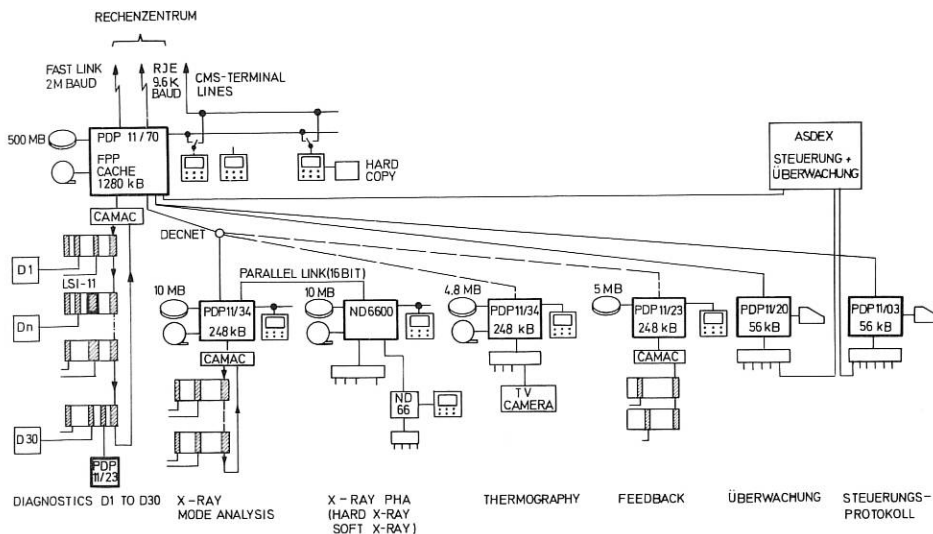 RECHENZENTRUM
FAST LINK
2M BAUD
RJE
9.6K
BAUD
CMS-TERMINAL
LINES
500 MB
PDP 11/70
FPP
CACHE
1280 kB
HARD
COPY
ASDEX
STEUERUNG +
ÜBERWACHUNG
CAMAC
DECNET
D1
LSI-11
Dn
D30
PDP
11/23
PARALLEL LINK(16BIT)
10 MB
PDP11/34
248 kB
CAMAC
10 MB
ND6600
ND
66
4.8 MB
PDP11/34
248 kB
TV
CAMERA
5 MB
PDP11/23
248 kB
CAMAC
PDP11/20
56 kB
PDP11/03
56 kB
DIAGNOSTICS D1 TO D30
X-RAY
MODE ANALYSIS
X-RAY PHA
(HARD X-RAY
SOFT X-RAY)
THERMOGRAPHY
FEEDBACK
ÜBERWACHUNG
STEUERUNGS-
PROTOKOLL